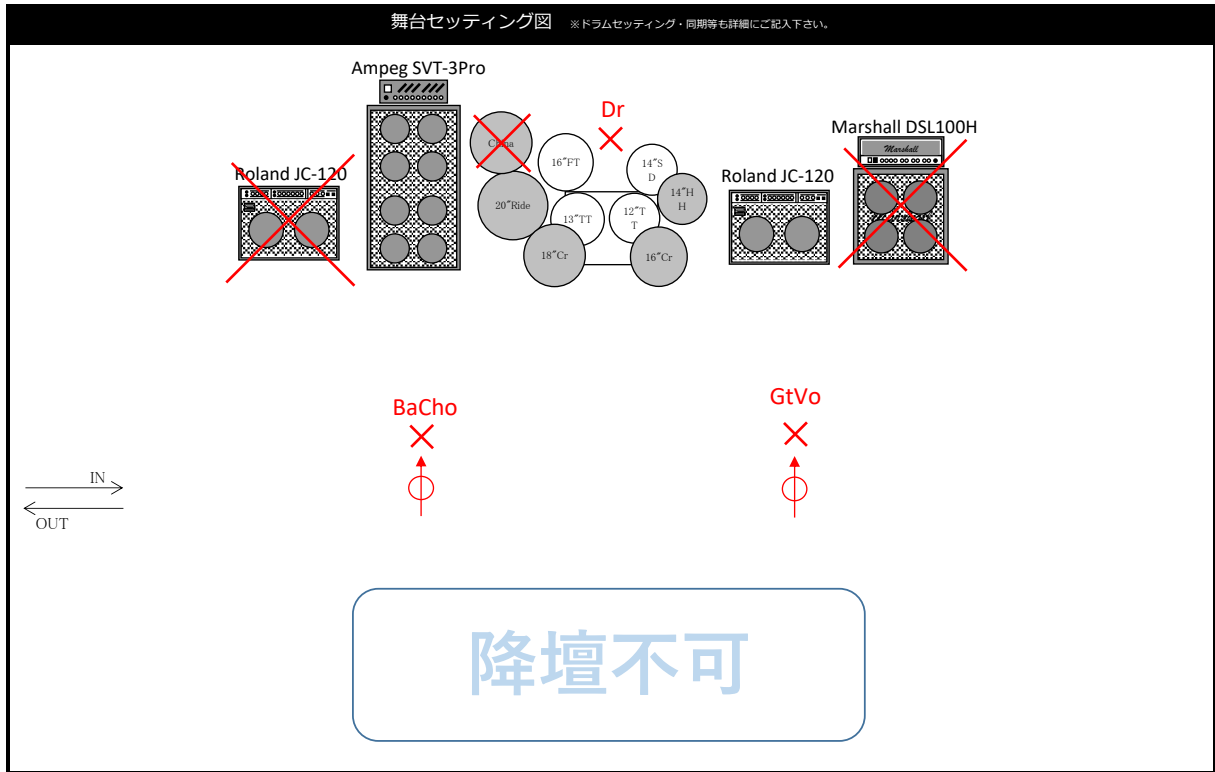 舞台セッティング図 ※ドラムセッティング・同期等も詳細にご記入下さい。
Ampeg SVT-3Pro
Dr
Marshall DSL100H
China
Marshall
16″FT
14″S
D
Roland JC-120
Roland JC-120
14″H
H
20″Ride
13″TT
12″T
T
18″Cr
16″Cr
BaCho
GtVo
IN
OUT
降壇不可